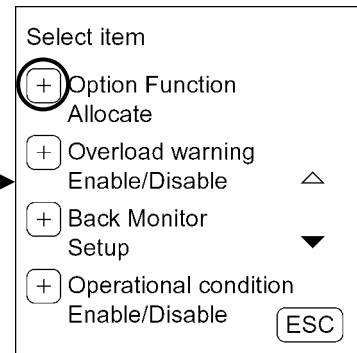 Select item
+ Option Function
Allocate
+ Overload warning
Enable/Disable
+ Back Monitor
Setup
+ Operational condition
Enable/Disable
ESC